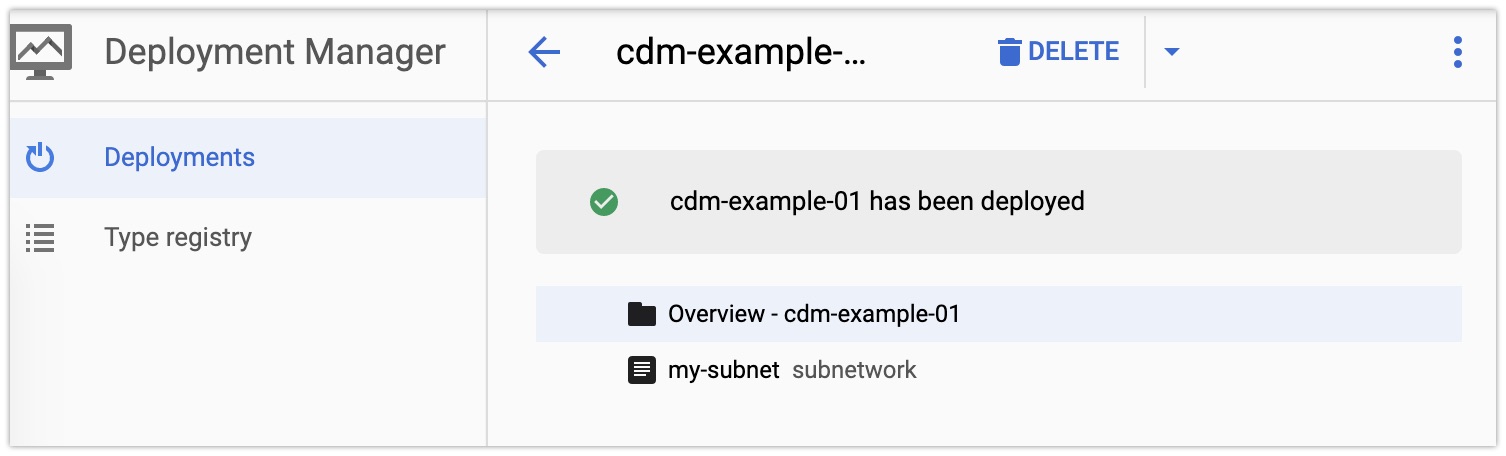 Deployment Manager
cdm-example-...
DELETE
Deployments
Type registry
cdm-example-01 has been deployed
Overview - cdm-example-01
my-subnet subnetwork